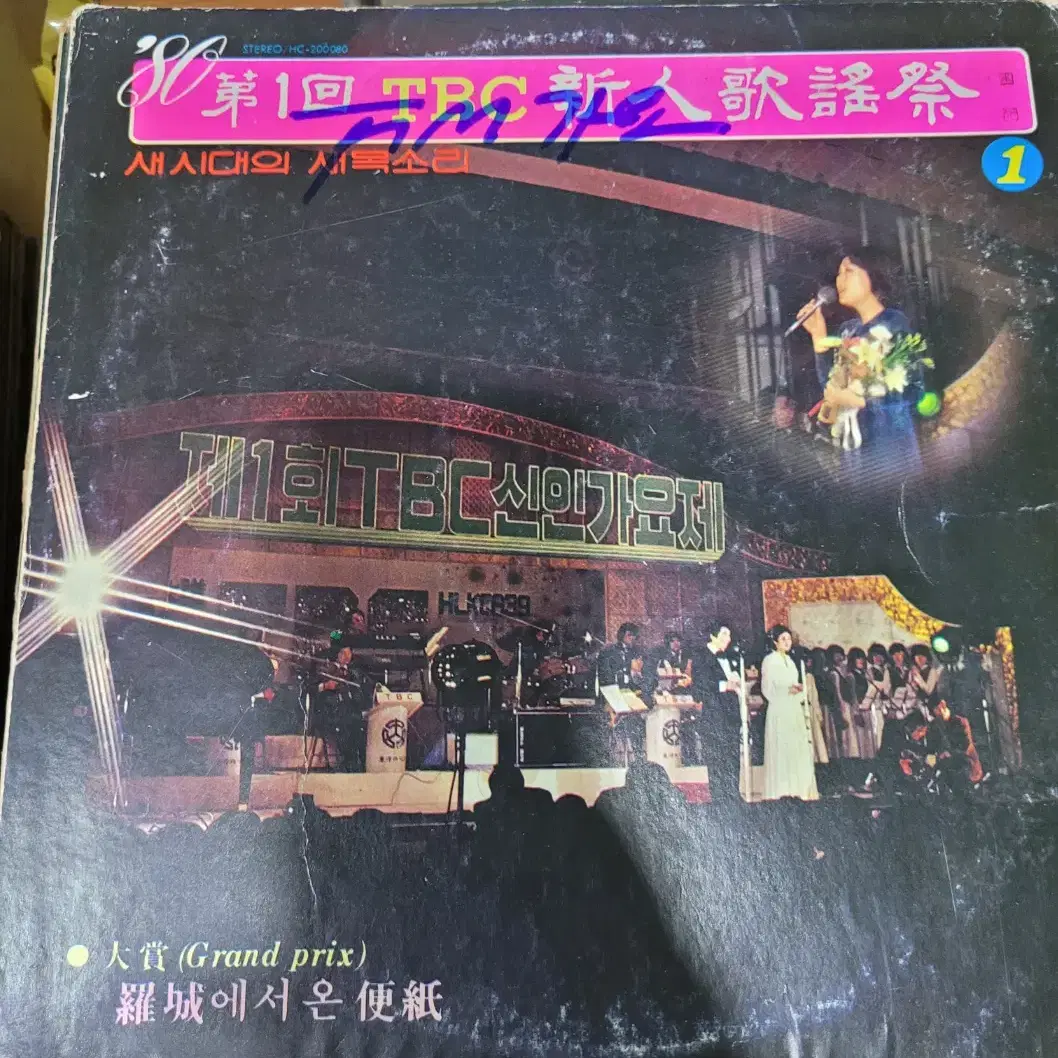 '80
STEREO/HC-200080
第1回 TBC 新人歌謠祭
새시대의 새목소리
1
제1회TBC신인가요제
HLKC
TBC
● 大賞 (Grand prix)
羅城에서 온 便紙